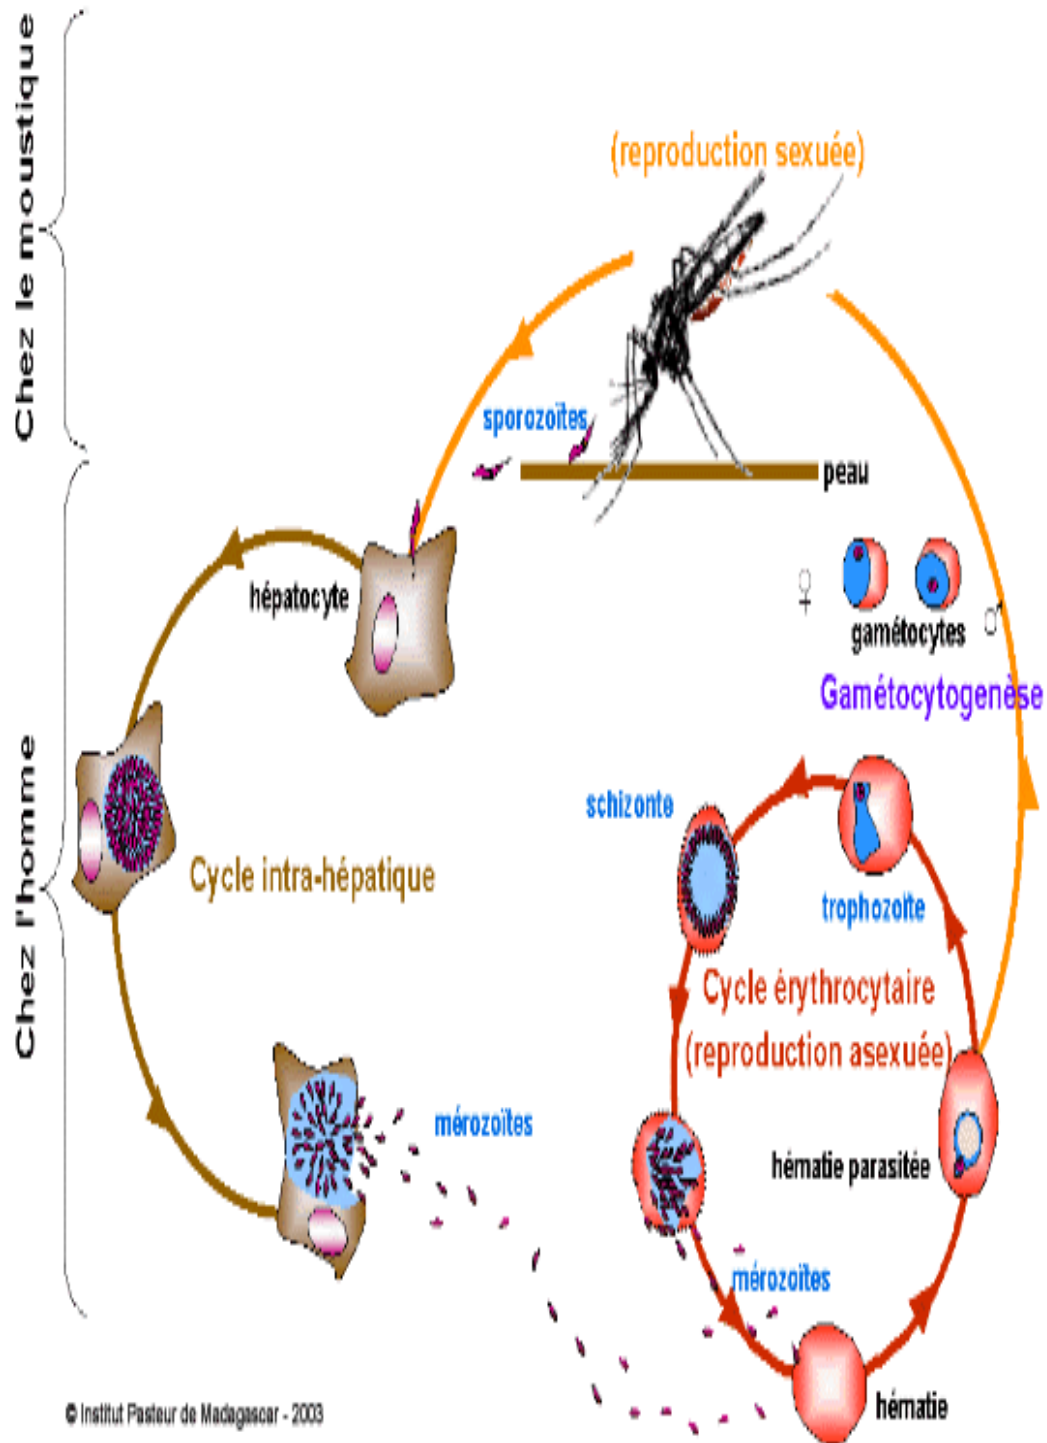 Chez le moustique
(reproduction sexuée)
sporozoïtes
peau
hépatocyte
♀
gamétocytes
♂
Gamétocytogenèse
Chez l'homme
schizonte
Cycle intra-hépatique
trophozoïte
Cycle érythrocytaire
(reproduction asexuée)
mérozoïtes
hématie parasitée
mérozoïtes
hématie
© Institut Pasteur de Madagascar - 2003